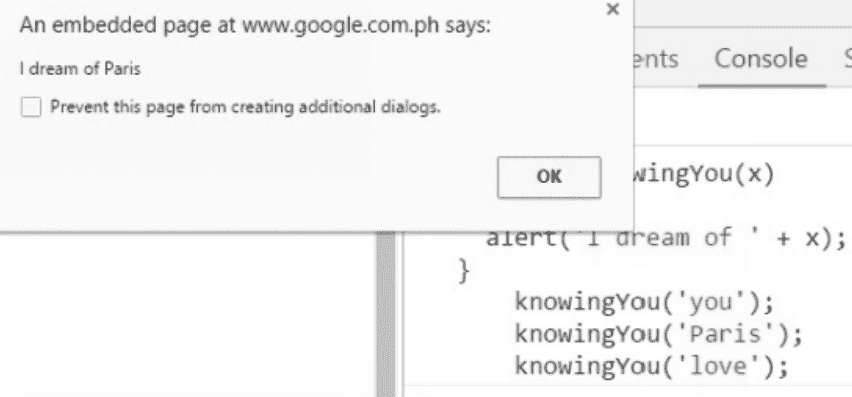 An embedded page at www.google.com.ph says:
I dream of Paris
Prevent this page from creating additional dialogs.
OK
ents Console S
wingYou(x)
alert('I dream of ' + x);
}
knowingYou('you');
knowingYou('Paris');
knowingYou('love');